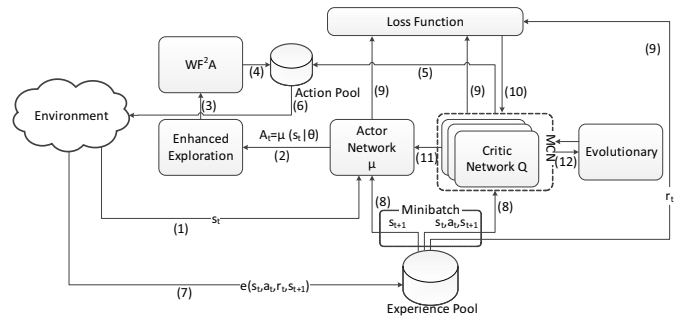 Loss Function
(9)
WF²A
(4)
(5)
Action Pool
(9)
(9)
(10)
Environment
(3)
(6)
Enhanced
Exploration
Aₜ=μ (sₜ|θ)
(2)
Actor
Network
μ
(11)
Critic
Network Q
MCN
(12)
Evolutionary
(8)
Minibatch
(8)
rₜ
(1)
sₜ
sₜ₊₁
sₜ,aₜ,sₜ₊₁
(7)
e(sₜ,aₜ,rₜ,sₜ₊₁)
Experience Pool